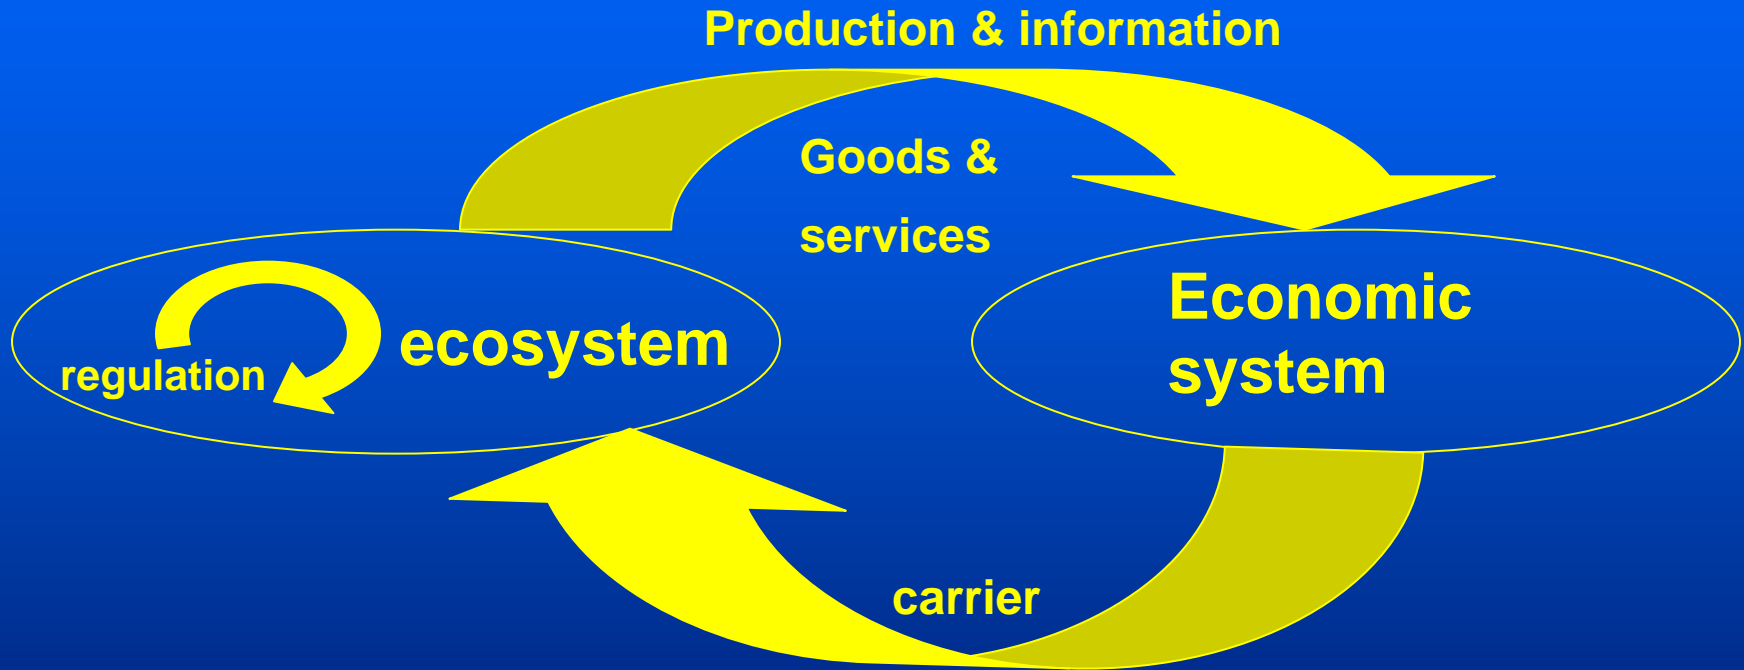 Production & information
Goods &
services
Economic
system
ecosystem
regulation
carrier